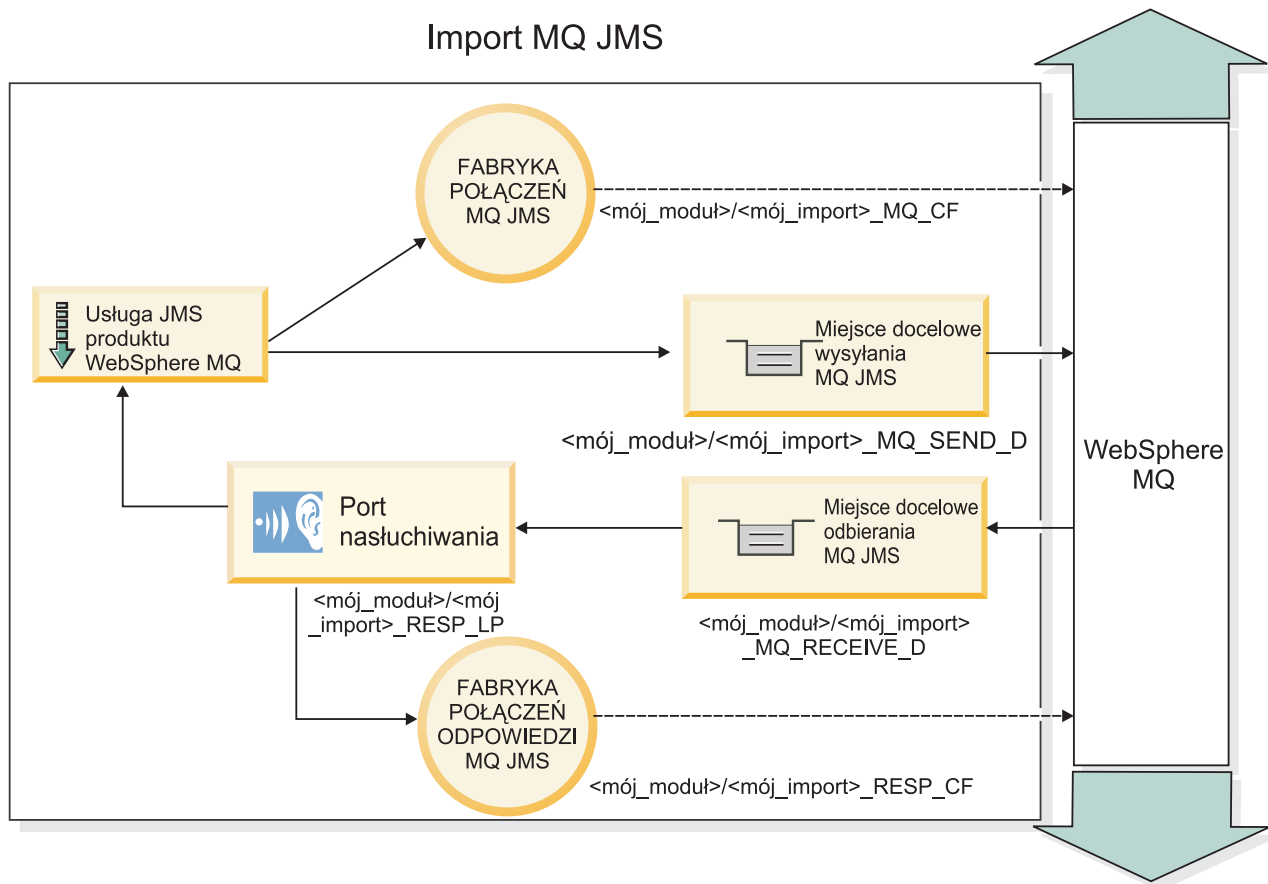 Import MQ JMS
FABRYKA
POŁĄCZEŃ
MQ JMS
<mój_moduł>/<mój_import>_MQ_CF
Usługa JMS
produktu
WebSphere MQ
Miejsce docelowe
wysyłania
MQ JMS
<mój_moduł>/<mój_import>_MQ_SEND_D
WebSphere
MQ
Port
nasłuchiwania
Miejsce docelowe
odbierania
MQ JMS
<mój_moduł>/<mój
_import>_RESP_LP
<mój_moduł>/<mój_import>
_MQ_RECEIVE_D
FABRYKA
POŁĄCZEŃ
ODPOWIEDZI
MQ JMS
<mój_moduł>/<mój_import>_RESP_CF